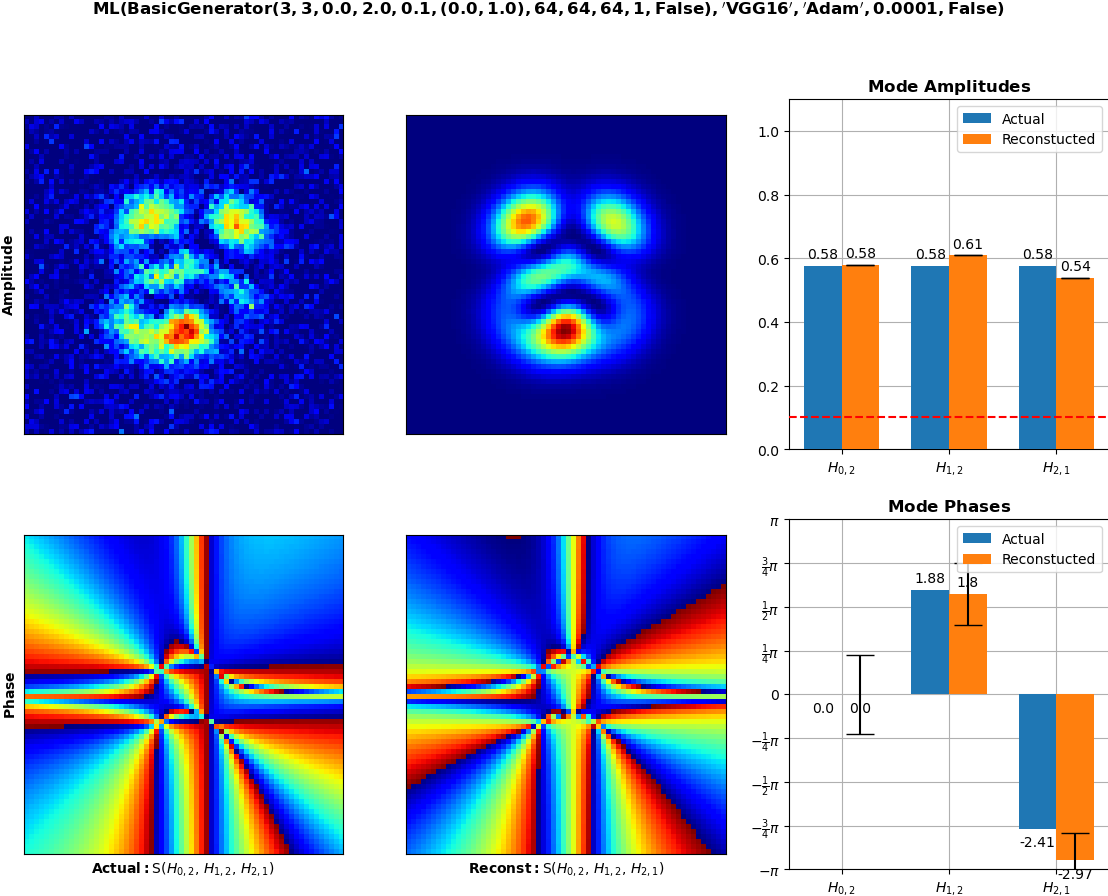 ML(BasicGenerator(3, 3, 0.0, 2.0, 0.1, (0.0, 1.0), 64, 64, 64, 1, False), 'VGG16', 'Adam', 0.0001, False)
Amplitude
Mode Amplitudes
Actual
Reconstucted
1.0
0.8
0.6
0.4
0.2
0.0
0.58 0.58 0.58 0.61 0.58 0.54
H0,2 H1,2 H2,1
Phase
Actual: S(H0,2, H1,2, H2,1)
Reconst: S(H0,2, H1,2, H2,1)
Mode Phases
Actual
Reconstucted
π
3/4π
1/2π
1/4π
0
−1/4π
−1/2π
−3/4π
−π
0.0 0.0 1.88 1.8 -2.41 -2.97
H0,2 H1,2 H2,1